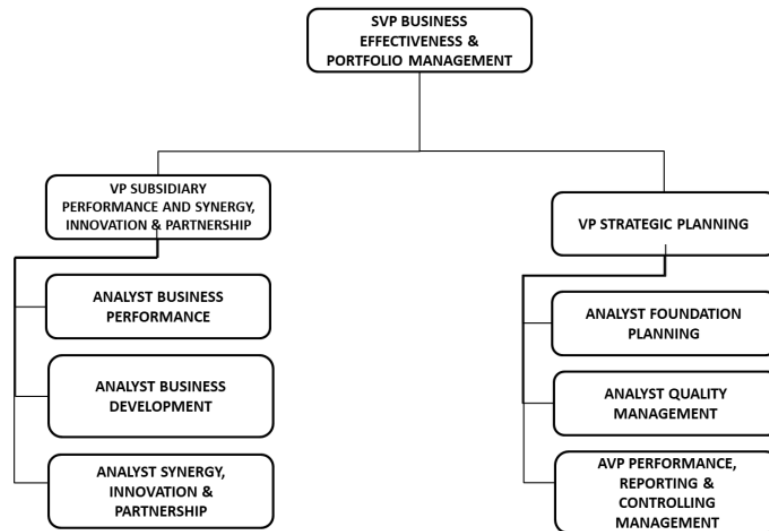 SVP BUSINESS
EFFECTIVENESS &
PORTFOLIO MANAGEMENT
VP SUBSIDIARY
PERFORMANCE AND SYNERGY,
INNOVATION & PARTNERSHIP
ANALYST BUSINESS
PERFORMANCE
ANALYST BUSINESS
DEVELOPMENT
ANALYST SYNERGY,
INNOVATION &
PARTNERSHIP
VP STRATEGIC PLANNING
ANALYST FOUNDATION
PLANNING
ANALYST QUALITY
MANAGEMENT
AVP PERFORMANCE,
REPORTING &
CONTROLLING
MANAGEMENT